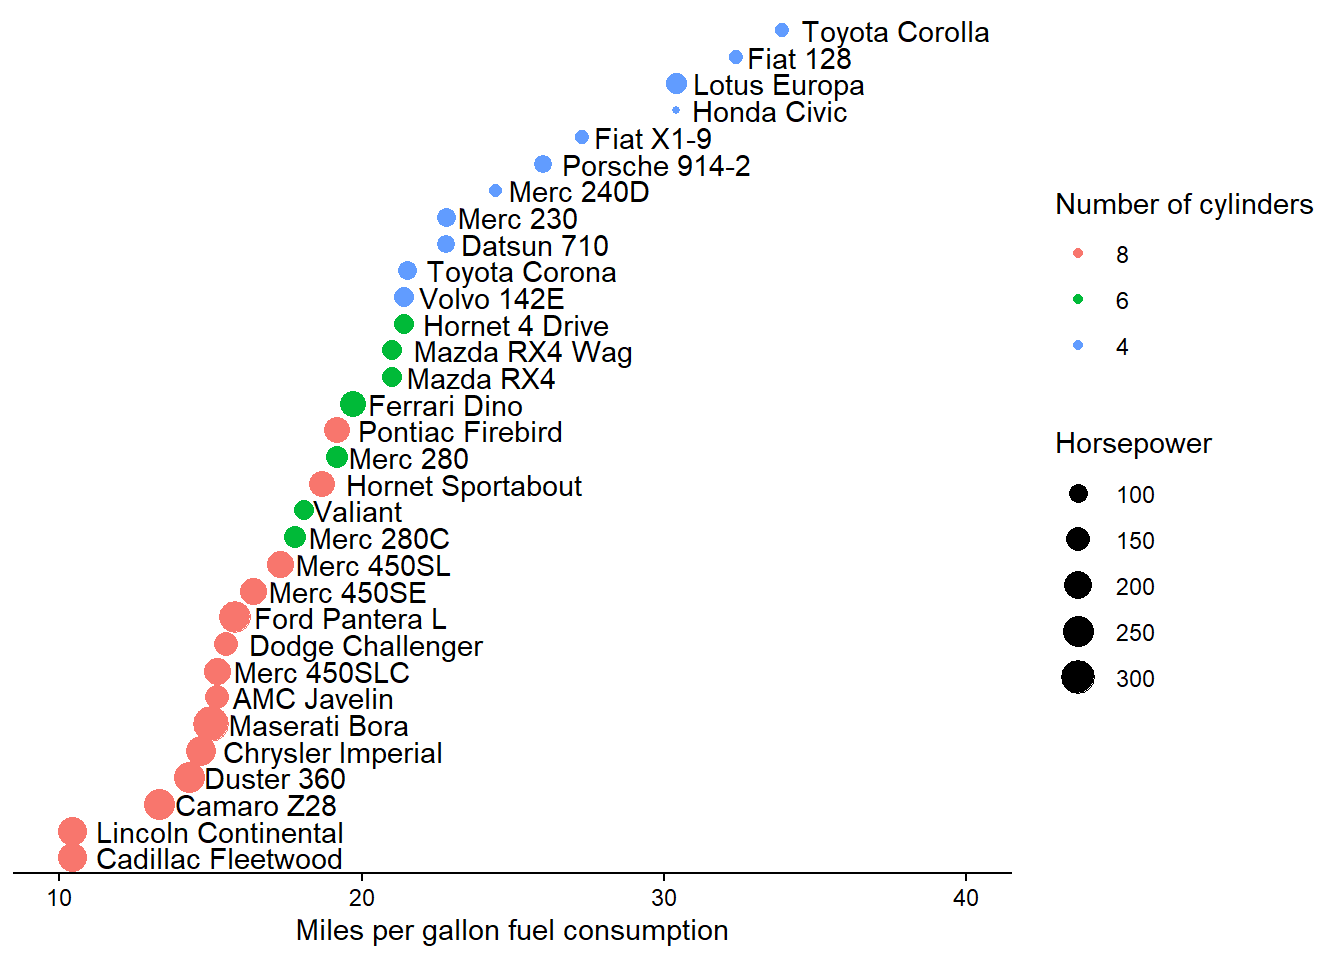 Toyota Corolla
Fiat 128
Lotus Europa
Honda Civic
Fiat X1-9
Porsche 914-2
Merc 240D
Merc 230
Datsun 710
Toyota Corona
Volvo 142E
Hornet 4 Drive
Mazda RX4 Wag
Mazda RX4
Ferrari Dino
Pontiac Firebird
Merc 280
Hornet Sportabout
Valiant
Merc 280C
Merc 450SL
Merc 450SE
Ford Pantera L
Dodge Challenger
Merc 450SLC
AMC Javelin
Maserati Bora
Chrysler Imperial
Duster 360
Camaro Z28
Lincoln Continental
Cadillac Fleetwood
10 20 30 40
Miles per gallon fuel consumption
Number of cylinders
8
6
4
Horsepower
100
150
200
250
300